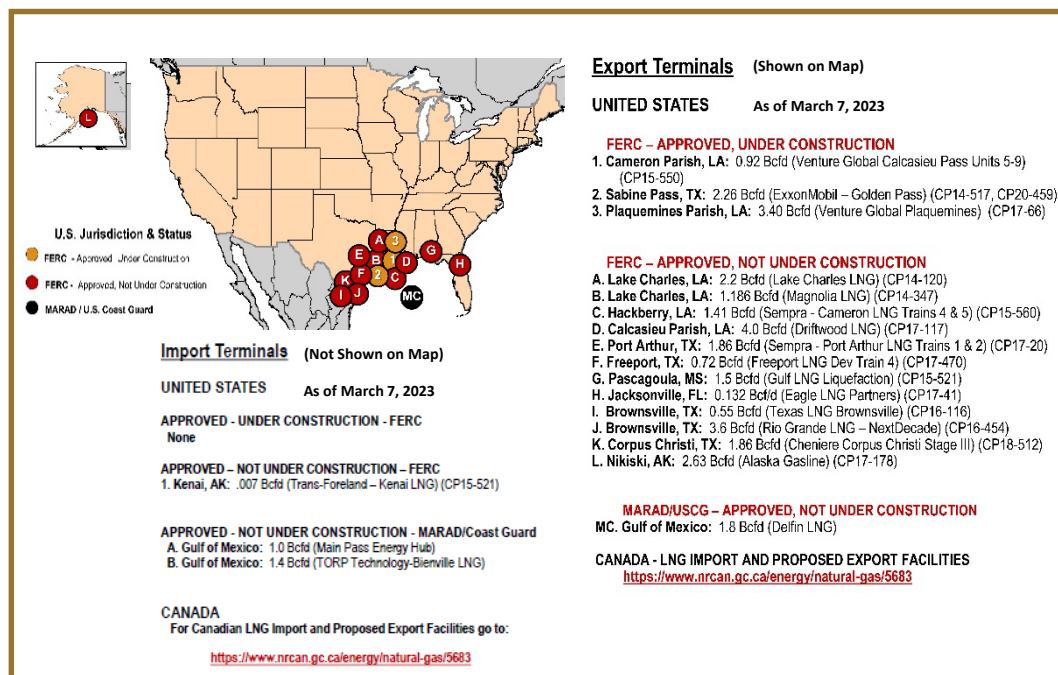 L
A
3
E
B
1
D
G
H
F
2
C
K
I
J
MC
U.S. Jurisdiction & Status
FERC - Approved Under Construction
FERC - Approved, Not Under Construction
MARAD / U.S. Coast Guard
Import Terminals (Not Shown on Map)
UNITED STATES As of March 7, 2023
APPROVED - UNDER CONSTRUCTION - FERC
None
APPROVED – NOT UNDER CONSTRUCTION – FERC
1. Kenai, AK: .007 Bcfd (Trans-Foreland – Kenai LNG) (CP15-521)
APPROVED - NOT UNDER CONSTRUCTION - MARAD/Coast Guard
A. Gulf of Mexico: 1.0 Bcfd (Main Pass Energy Hub)
B. Gulf of Mexico: 1.4 Bcfd (TORP Technology-Bienville LNG)
CANADA
For Canadian LNG Import and Proposed Export Facilities go to:
https://www.nrcan.gc.ca/energy/natural-gas/5683
Export Terminals (Shown on Map)
UNITED STATES As of March 7, 2023
FERC – APPROVED, UNDER CONSTRUCTION
1. Cameron Parish, LA: 0.92 Bcfd (Venture Global Calcasieu Pass Units 5-9)
(CP15-550)
2. Sabine Pass, TX: 2.26 Bcfd (ExxonMobil – Golden Pass) (CP14-517, CP20-459)
3. Plaquemines Parish, LA: 3.40 Bcfd (Venture Global Plaquemines) (CP17-66)
FERC – APPROVED, NOT UNDER CONSTRUCTION
A. Lake Charles, LA: 2.2 Bcfd (Lake Charles LNG) (CP14-120)
B. Lake Charles, LA: 1.186 Bcfd (Magnolia LNG) (CP14-347)
C. Hackberry, LA: 1.41 Bcfd (Sempra - Cameron LNG Trains 4 & 5) (CP15-560)
D. Calcasieu Parish, LA: 4.0 Bcfd (Driftwood LNG) (CP17-117)
E. Port Arthur, TX: 1.86 Bcfd (Sempra - Port Arthur LNG Trains 1 & 2) (CP17-20)
F. Freeport, TX: 0.72 Bcfd (Freeport LNG Dev Train 4) (CP17-470)
G. Pascagoula, MS: 1.5 Bcfd (Gulf LNG Liquefaction) (CP15-521)
H. Jacksonville, FL: 0.132 Bcf/d (Eagle LNG Partners) (CP17-41)
I. Brownsville, TX: 0.55 Bcfd (Texas LNG Brownsville) (CP16-116)
J. Brownsville, TX: 3.6 Bcfd (Rio Grande LNG – NextDecade) (CP16-454)
K. Corpus Christi, TX: 1.86 Bcfd (Cheniere Corpus Christi Stage III) (CP18-512)
L. Nikiski, AK: 2.63 Bcfd (Alaska Gasline) (CP17-178)
MARAD/USCG – APPROVED, NOT UNDER CONSTRUCTION
MC. Gulf of Mexico: 1.8 Bcfd (Delfin LNG)
CANADA - LNG IMPORT AND PROPOSED EXPORT FACILITIES
https://www.nrcan.gc.ca/energy/natural-gas/5683